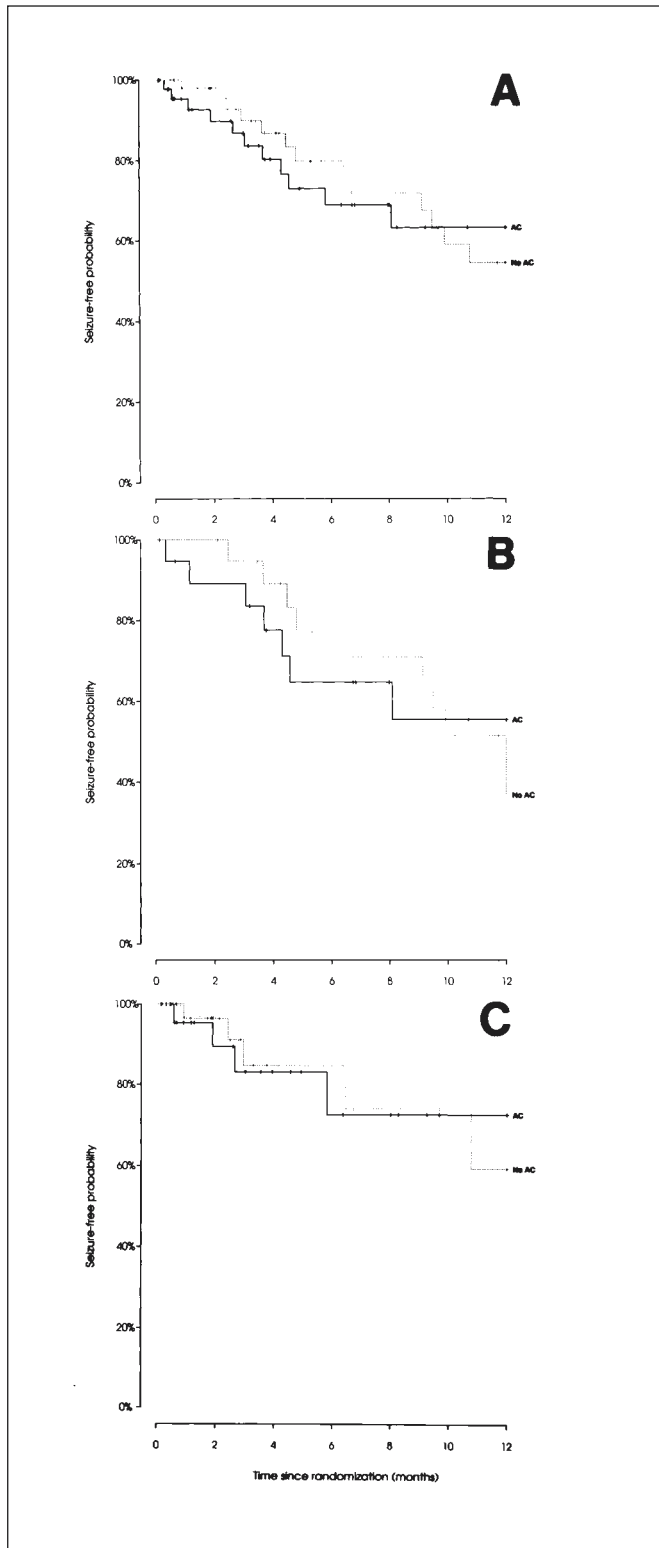 A
100%
80%
60%
40%
20%
0%
Seizure-free probability
AC
No AC
0 2 4 6 8 10 12
B
100%
80%
60%
40%
20%
0%
Seizure-free probability
AC
No AC
0 2 4 6 8 10 12
C
100%
80%
60%
40%
20%
0%
Seizure-free probability
AC
No AC
0 2 4 6 8 10 12
Time since randomization (months)